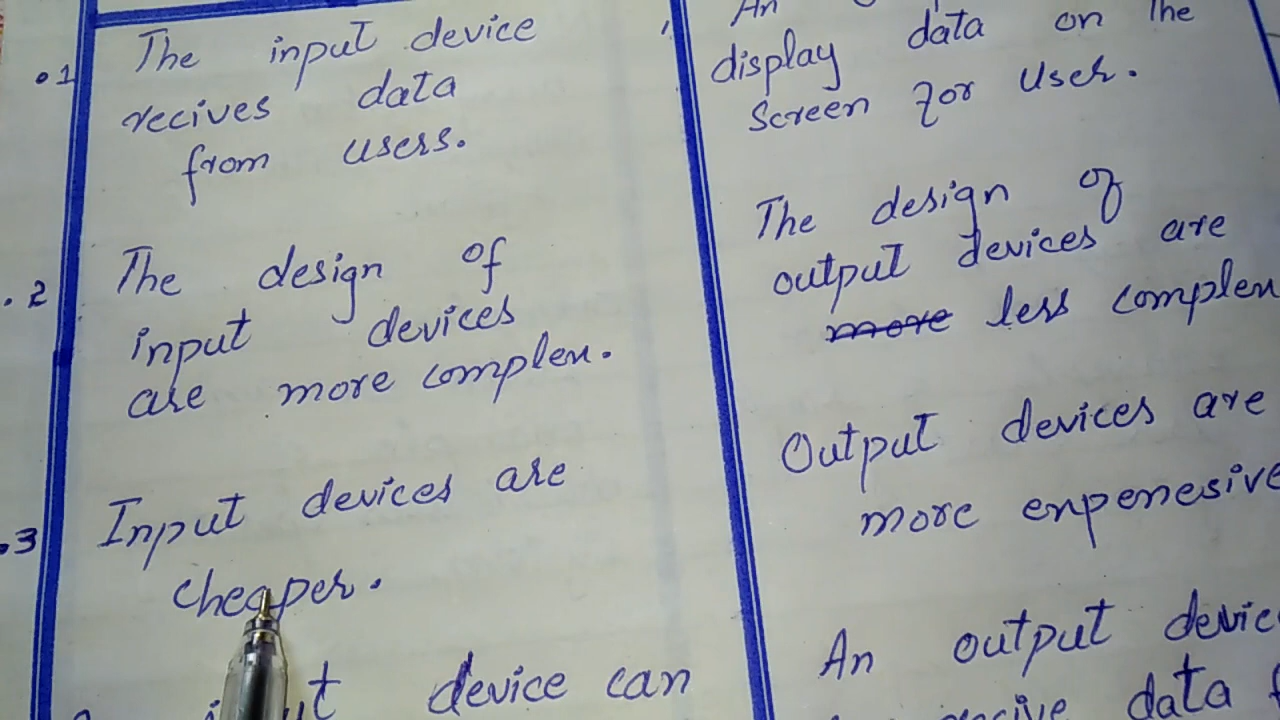 .1
The input device
recives data
from users.
.2
The design of
input devices
are more complex.
.3
Input devices are
cheaper.
device can
An
display data on the
Screen for User.
The design of
output devices are
more less complex
Output devices are
more expenesive
An output
data